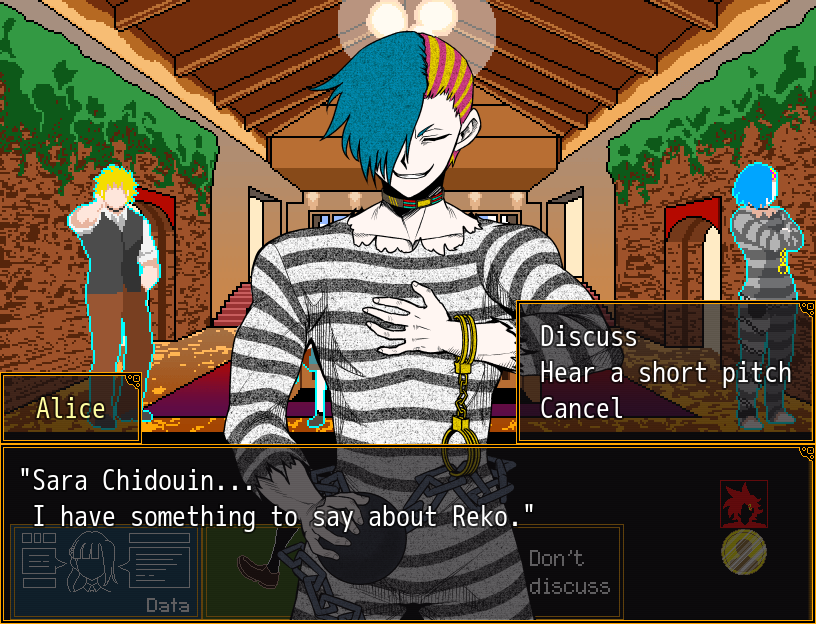 Discuss
Hear a short pitch
Cancel
Alice
"Sara Chidouin...
I have something to say about Reko."
Data
Don't
discuss